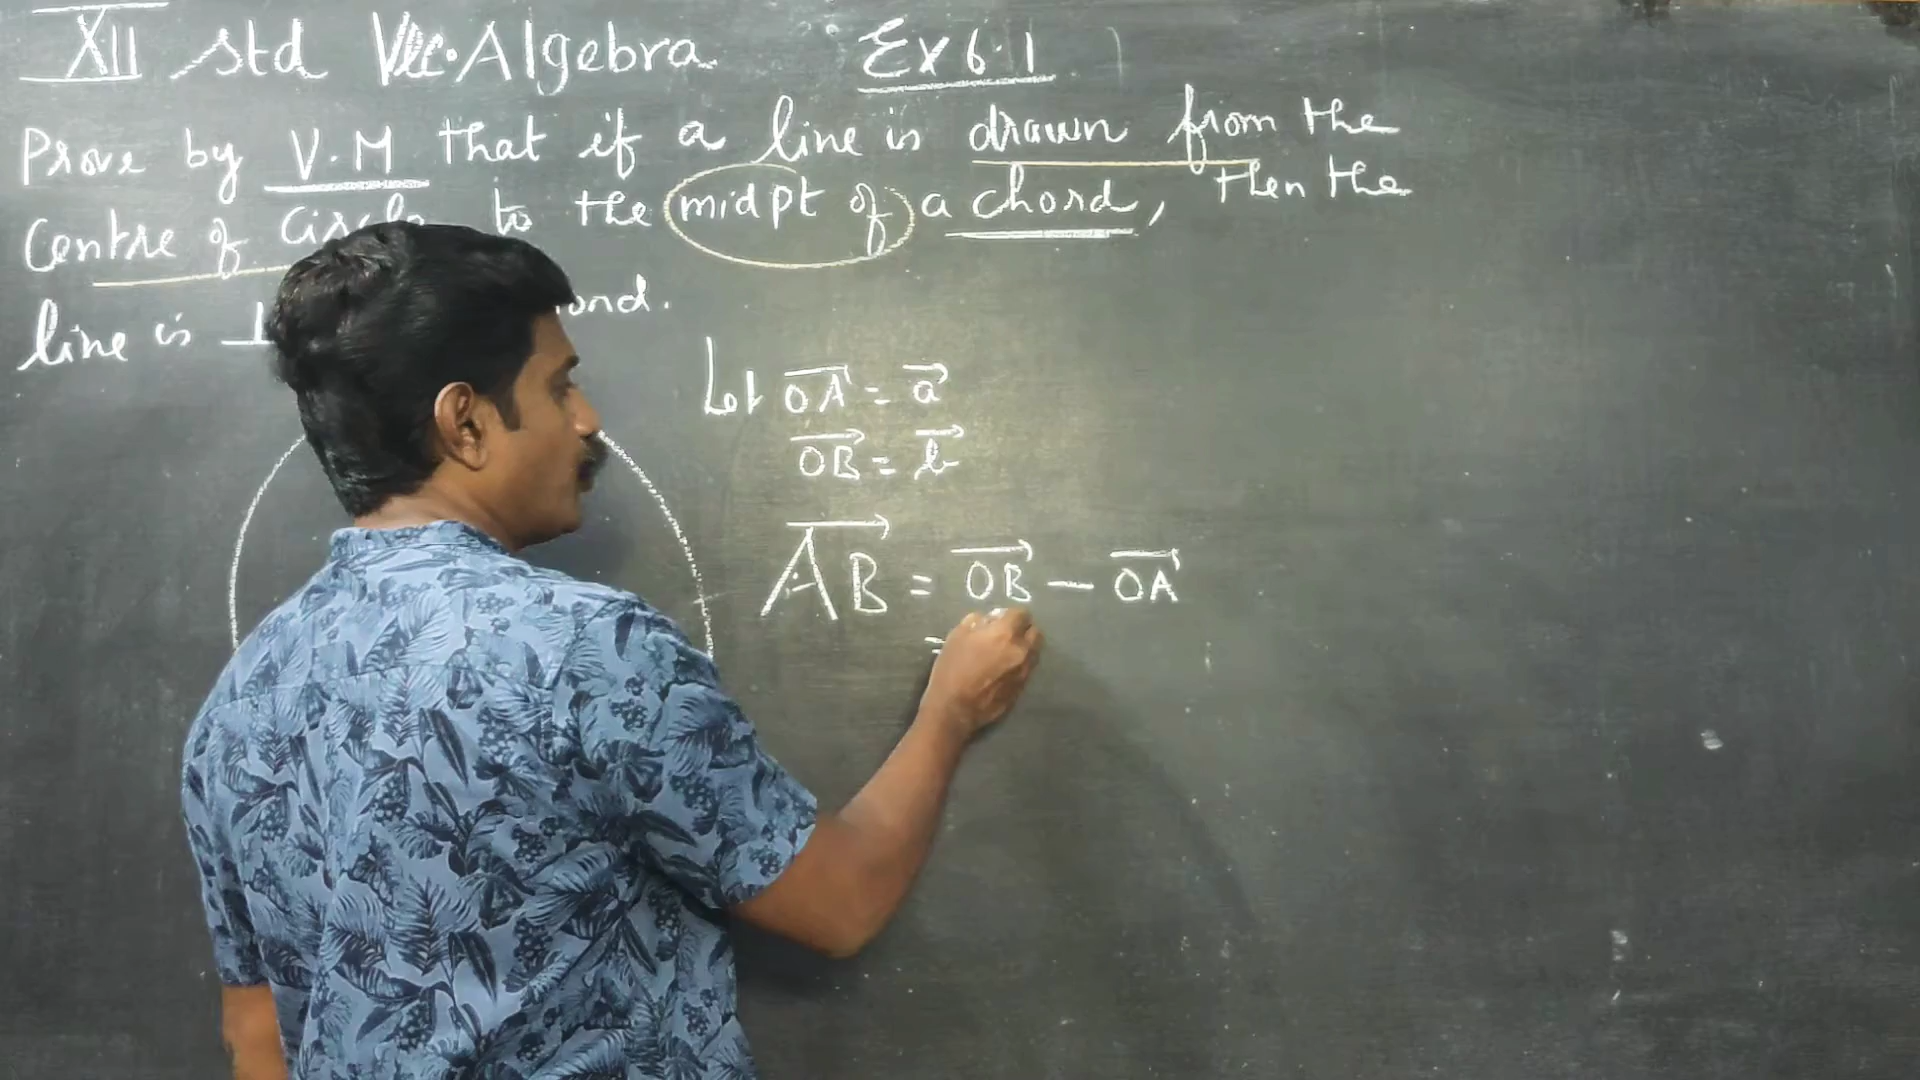 XII std Vec. Algebra Ex 6.1
Prove by V.M that if a line is drawn from the
Centre of Circle to the midpt of a chord, then the
line is ⊥
Let OA⃗ = a⃗
OB⃗ = b⃗
AB⃗ = OB⃗ − OA⃗
=